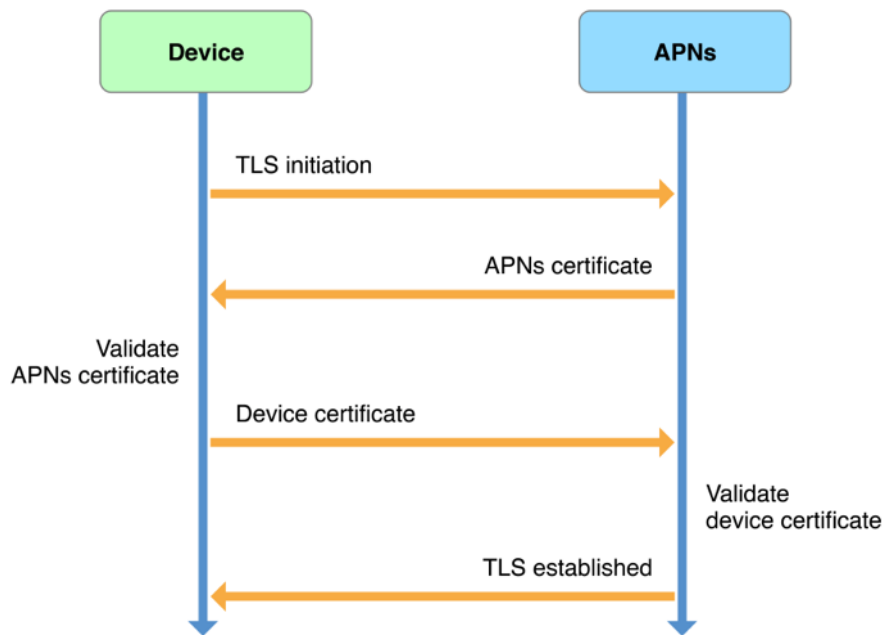 Device
APNs
TLS initiation
APNs certificate
Validate
APNs certificate
Device certificate
Validate
device certificate
TLS established